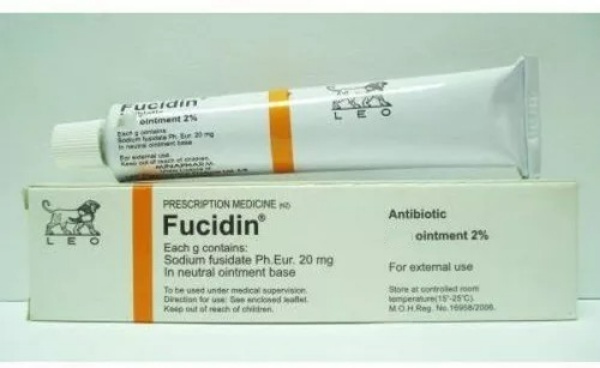 Fucidin®
ointment 2%
Each g contains:
Sodium fusidate Ph. Eur. 20 mg
In neutral ointment base
For external use.
Keep out of reach of children.
LEO
LEO
PRESCRIPTION MEDICINE
Fucidin®
Each g contains:
Sodium fusidate Ph.Eur. 20 mg
In neutral ointment base
To be used under medical supervision.
Direction for use: See enclosed leaflet.
Keep out of reach of children.
Antibiotic
ointment 2%
For external use
Store at controlled room
temperature(15°-25°C).
M.O.H.Reg. No.16958/2006.